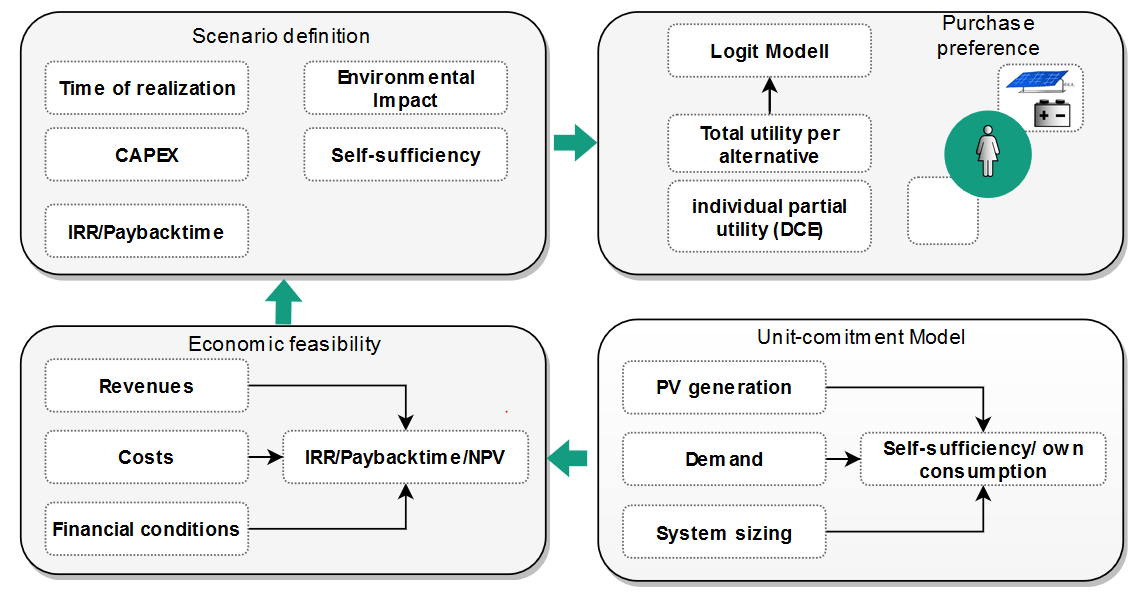 Scenario definition
Time of realization
Environmental
Impact
CAPEX
Self-sufficiency
IRR/Paybacktime
Purchase
preference
Logit Modell
Total utility per
alternative
individual partial
utility (DCE)
+ -
Economic feasibility
Revenues
Costs
IRR/Paybacktime/NPV
Financial conditions
Unit-comitment Model
PV generation
Demand
Self-sufficiency/ own
consumption
System sizing